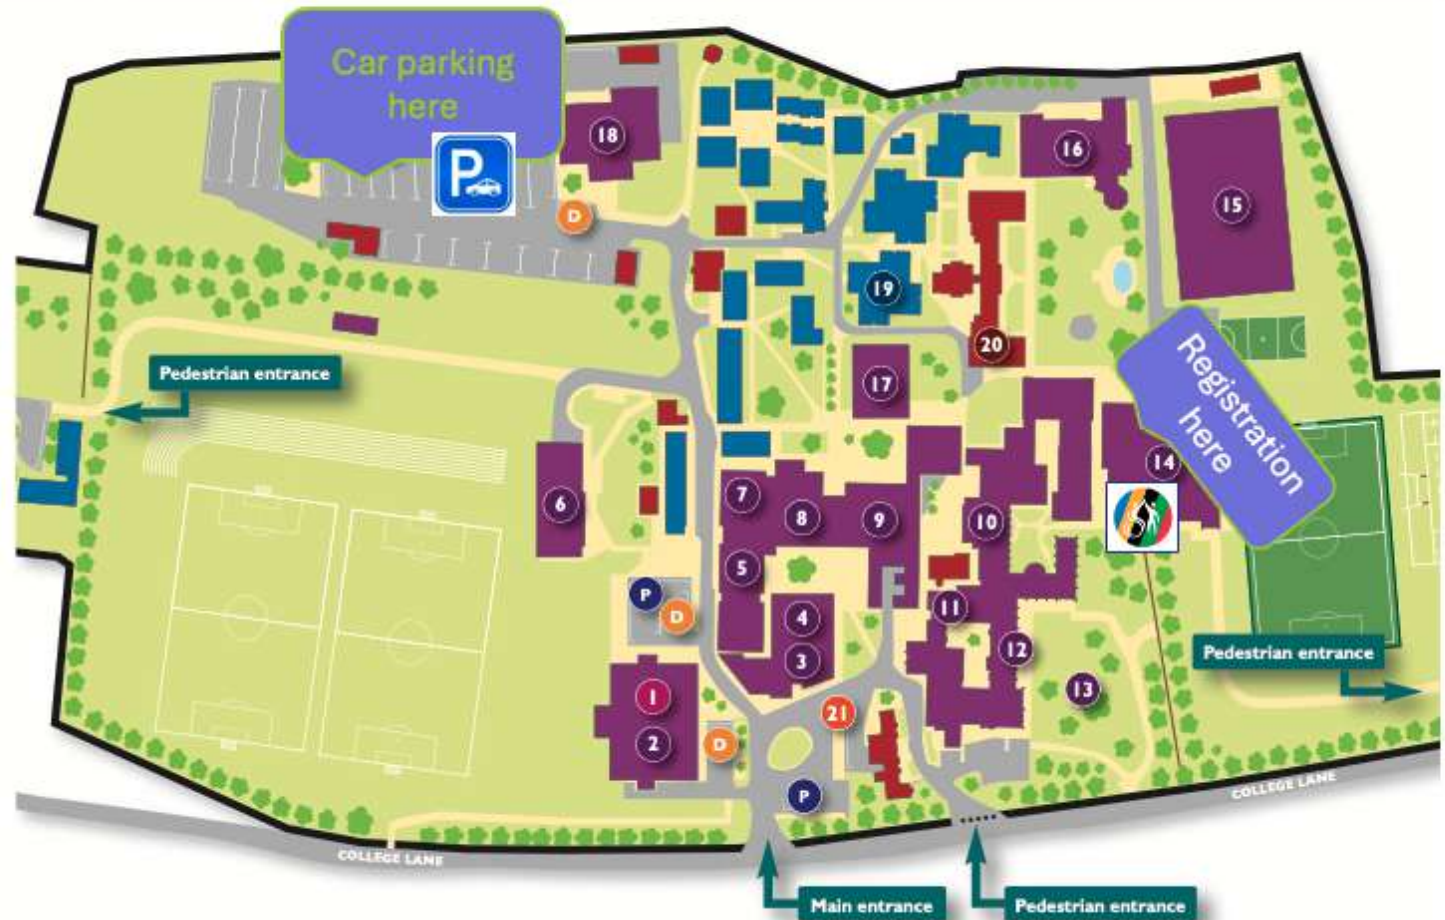 Car parking
here
P
18
16
15
D
19
20
Registration
here
Pedestrian entrance
17
14
6
7
8
9
10
5
P
D
4
11
3
12
Pedestrian entrance
1
13
21
2
D
P
COLLEGE LANE
COLLEGE LANE
Main entrance
Pedestrian entrance